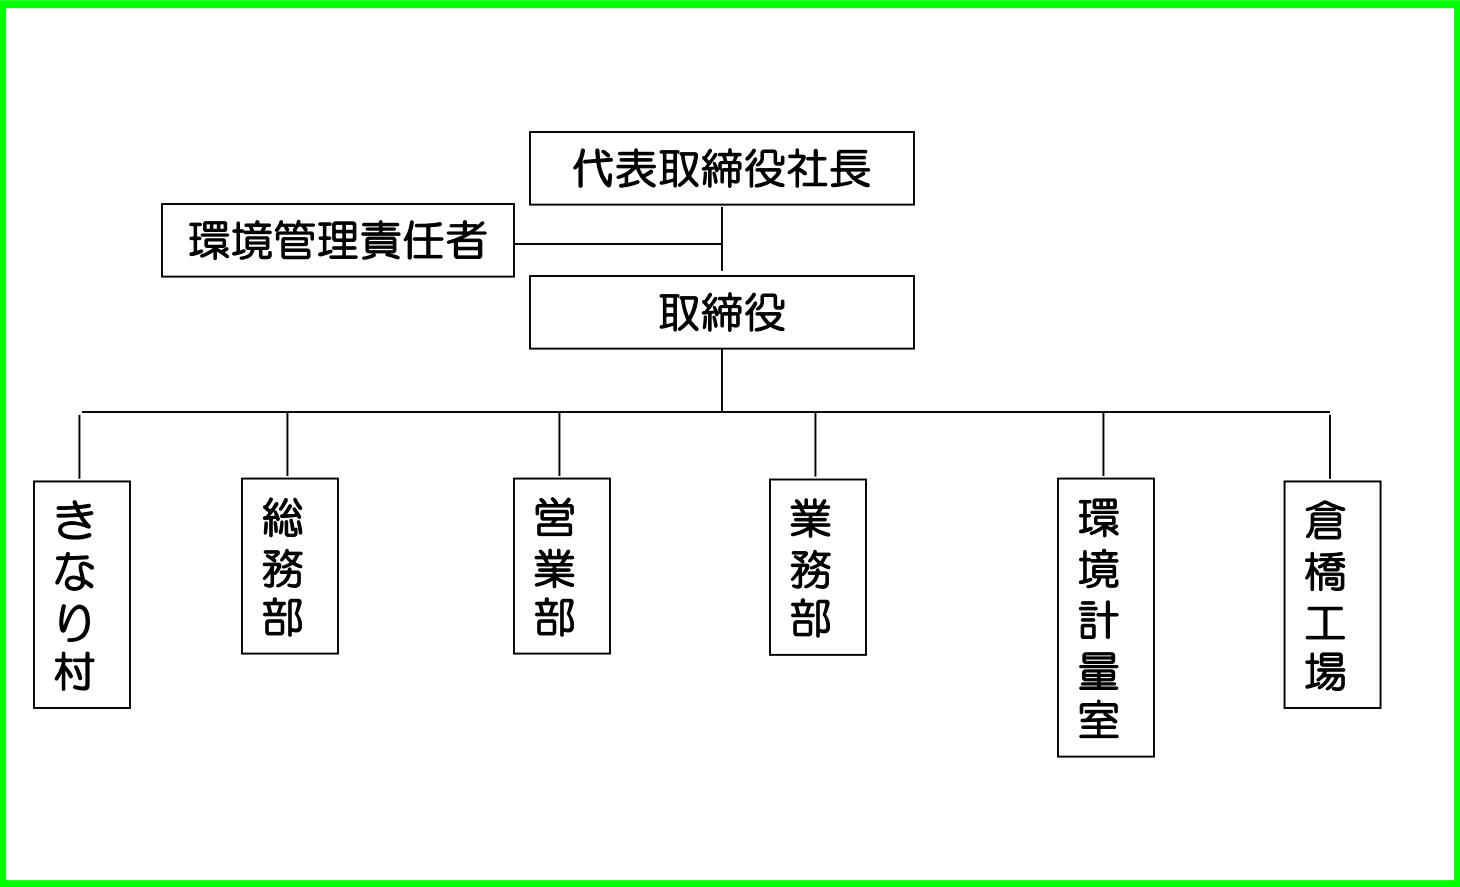 代表取締役社長
環境管理責任者
取締役
きなり村
総務部
営業部
業務部
環境計量室
倉橋工場